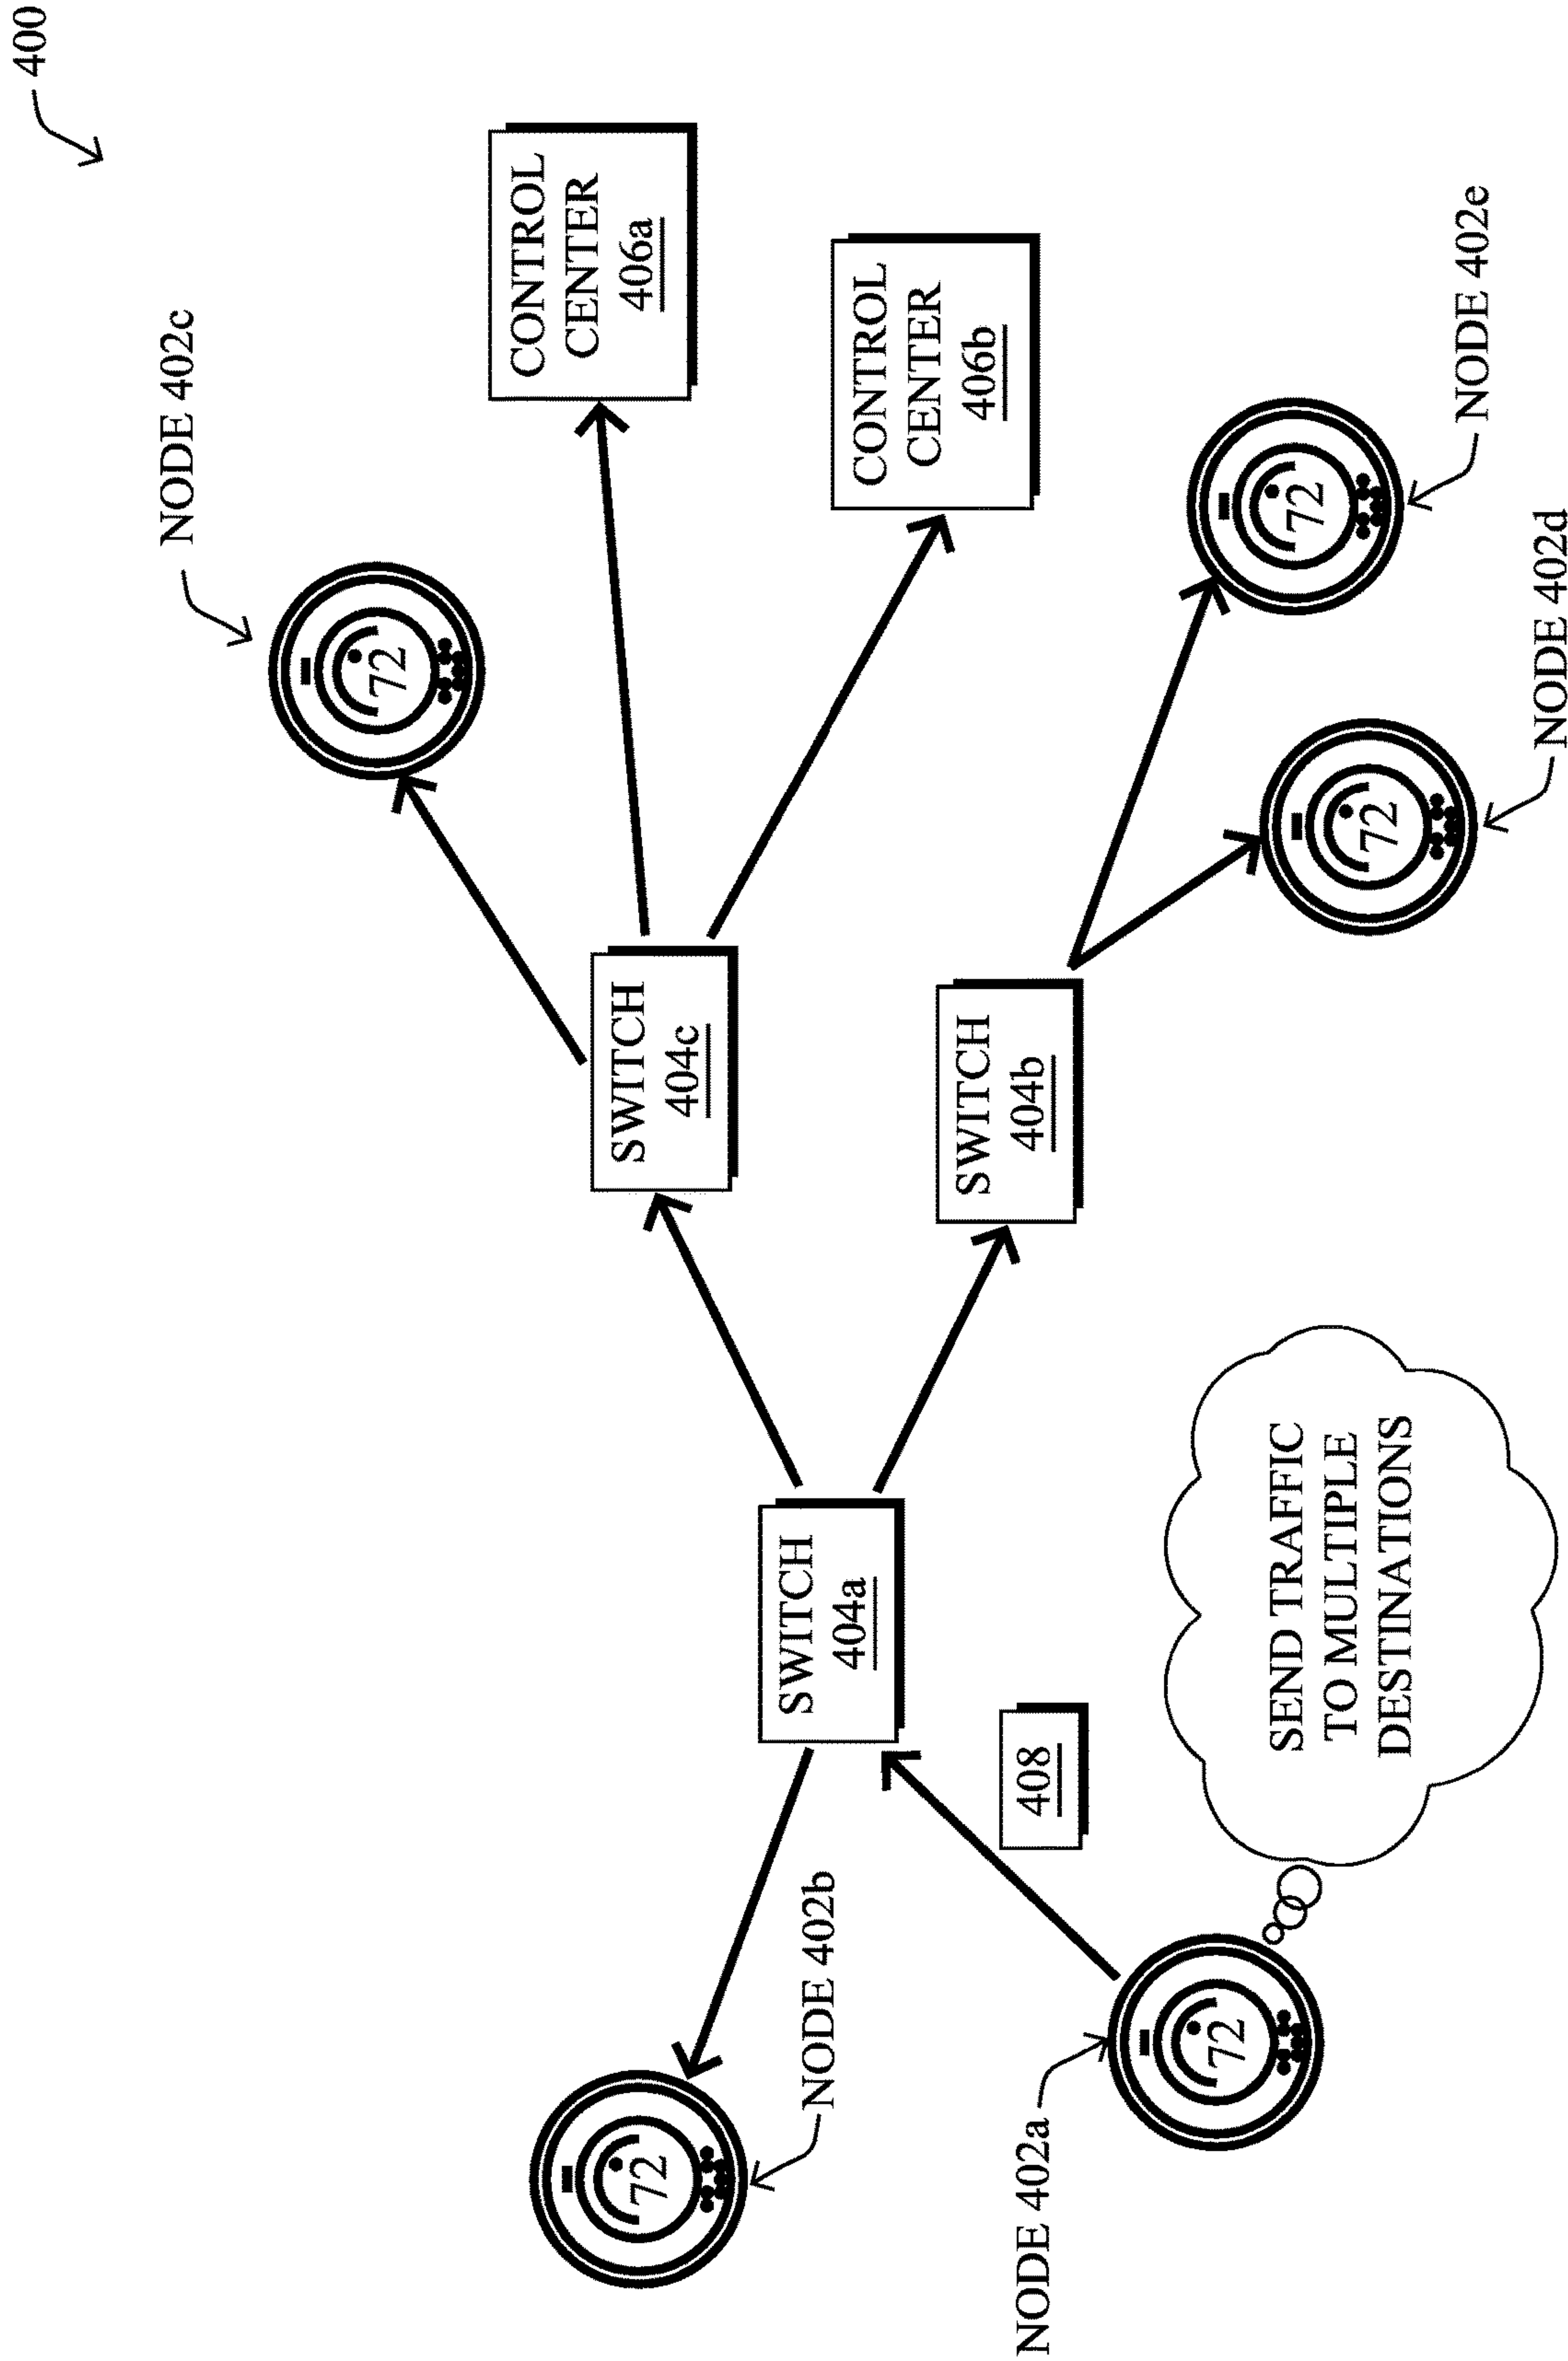 400
NODE 402c
72
CONTROL
CENTER
406a
CONTROL
CENTER
406b
SWITCH
404c
SWITCH
404b
72
NODE 402e
72
NODE 402d
SWITCH
404a
72
NODE 402b
408
72
NODE 402a
SEND TRAFFIC
TO MULTIPLE
DESTINATIONS